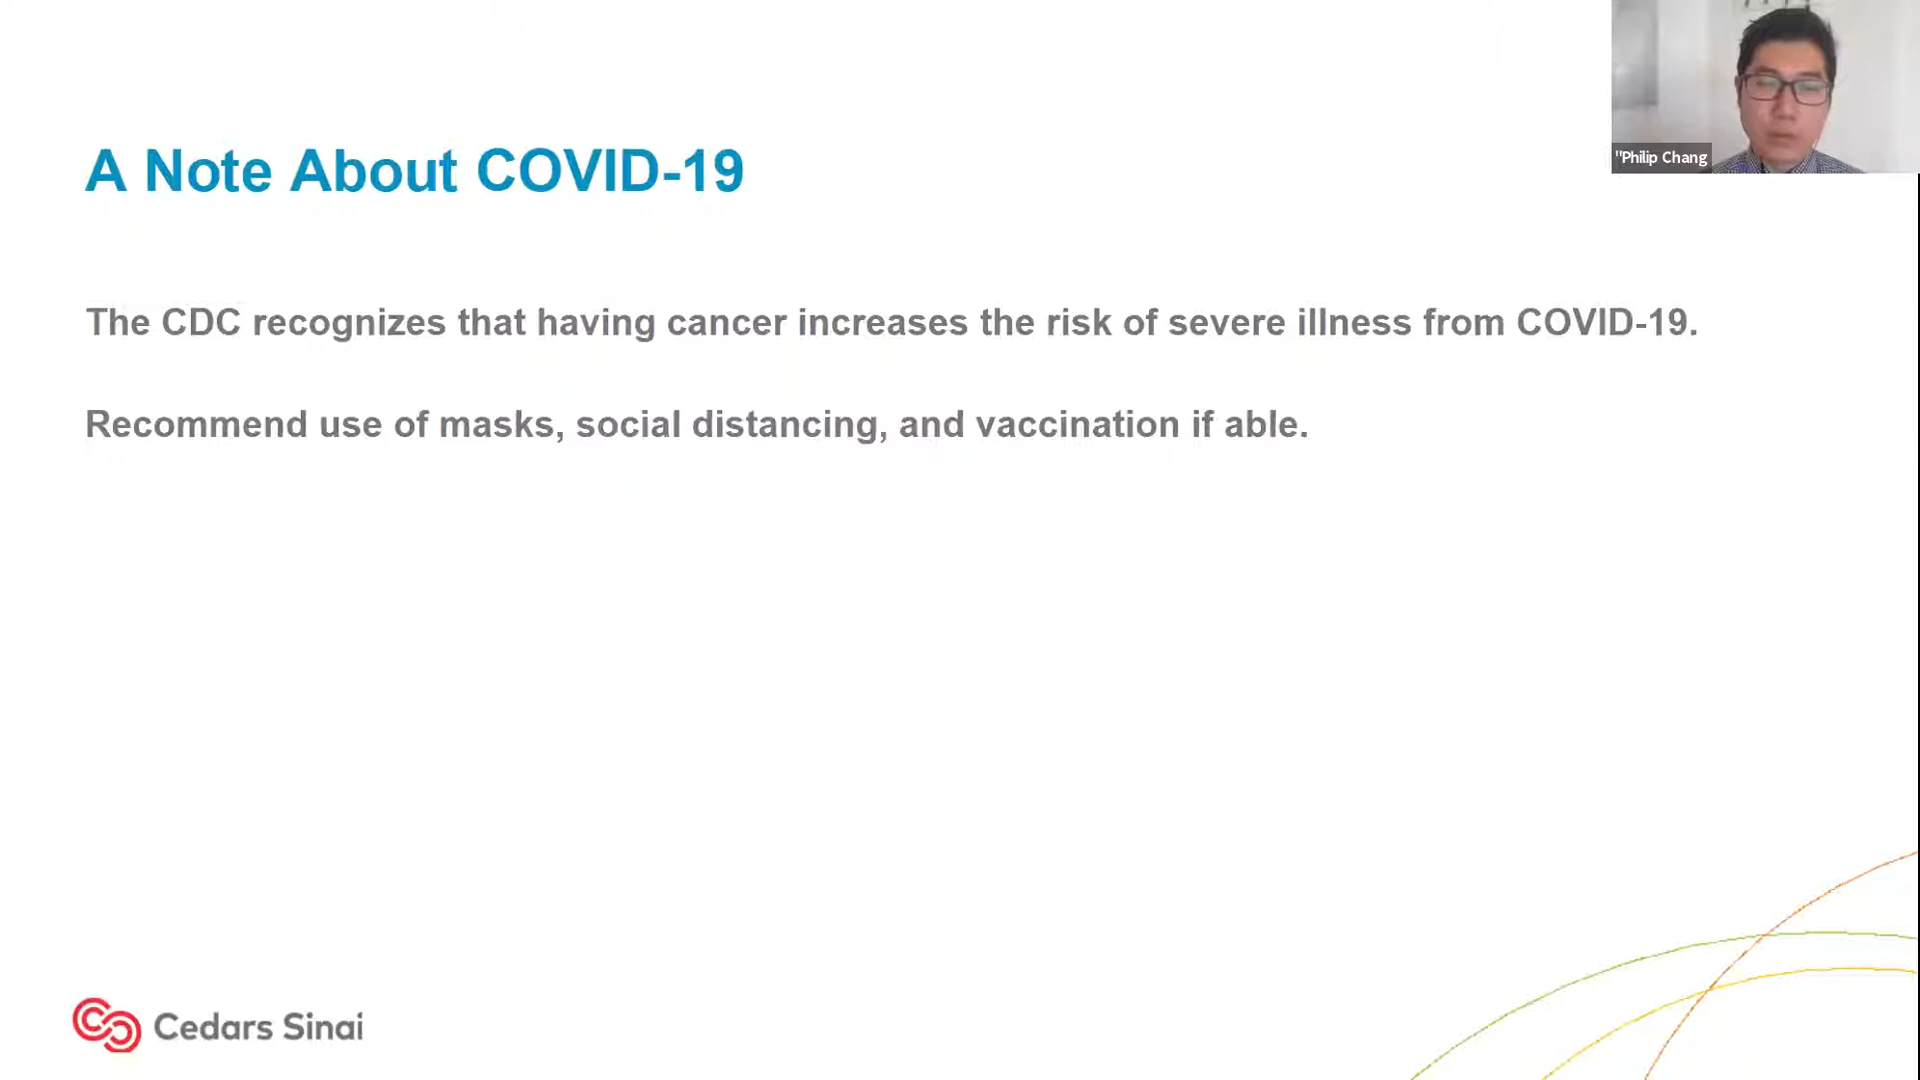 "Philip Chang
A Note About COVID-19
The CDC recognizes that having cancer increases the risk of severe illness from COVID-19.
Recommend use of masks, social distancing, and vaccination if able.
Cedars Sinai